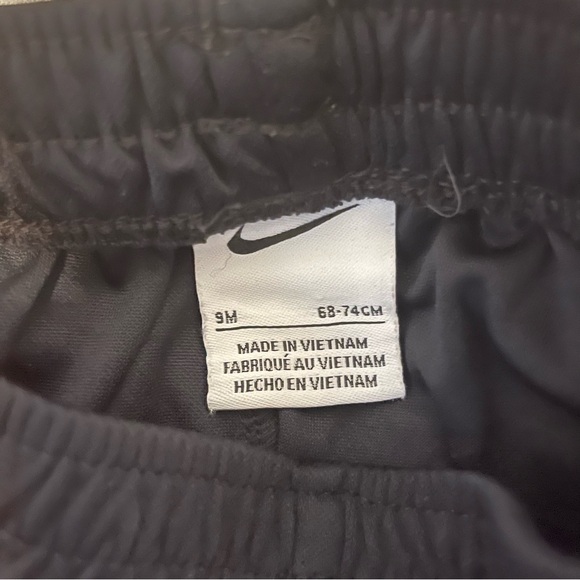 9M 68-74CM
MADE IN VIETNAM
FABRIQUÉ AU VIETNAM
HECHO EN VIETNAM